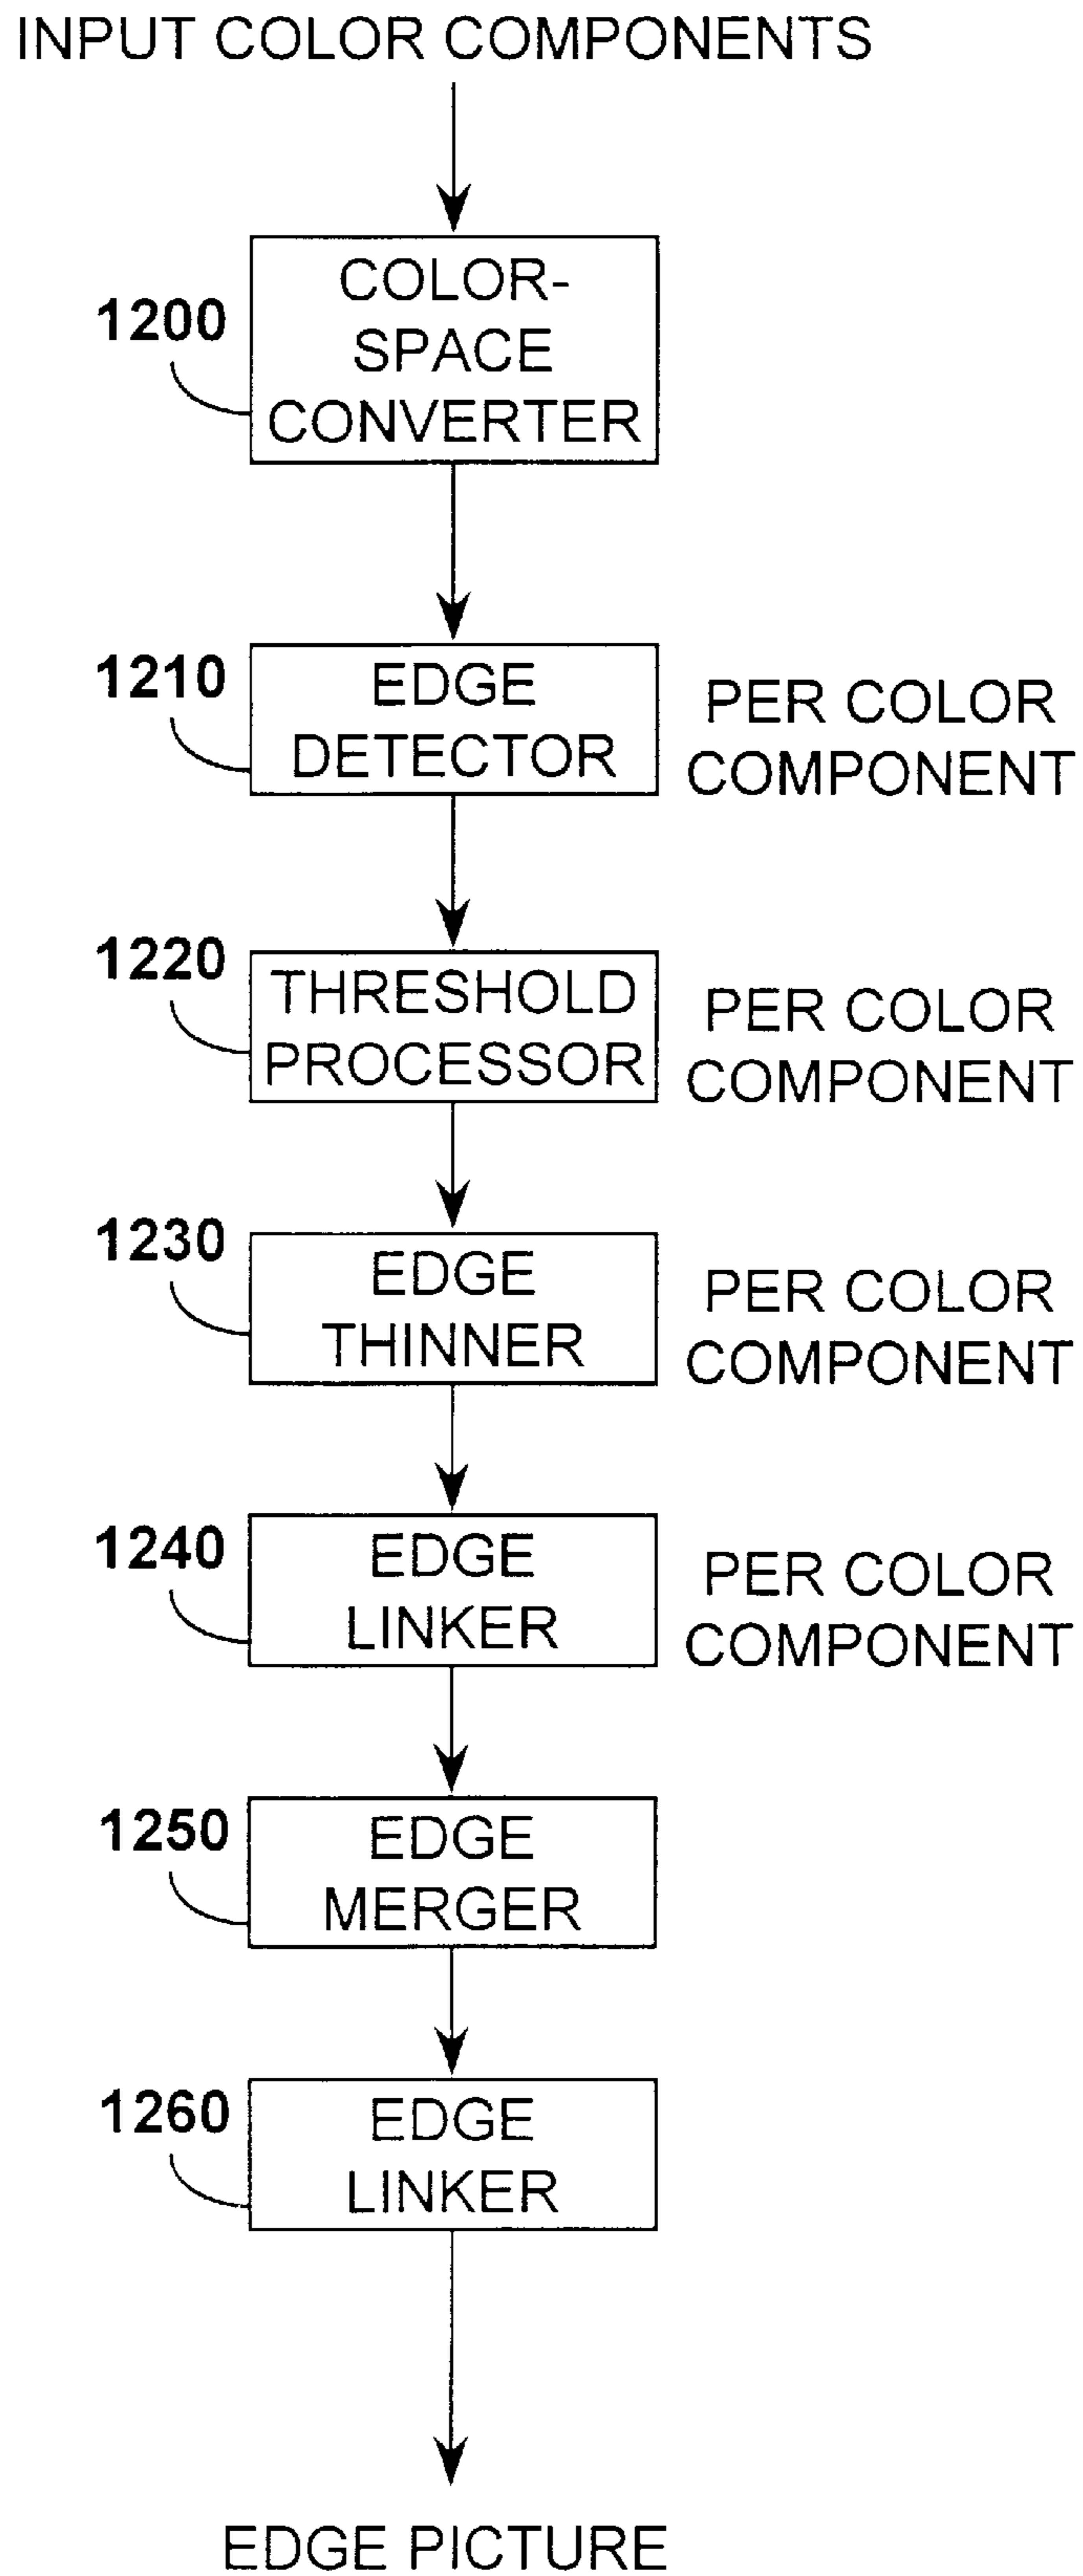 INPUT COLOR COMPONENTS
1200
COLOR-
SPACE
CONVERTER
1210
EDGE
DETECTOR
PER COLOR
COMPONENT
1220
THRESHOLD
PROCESSOR
PER COLOR
COMPONENT
1230
EDGE
THINNER
PER COLOR
COMPONENT
1240
EDGE
LINKER
PER COLOR
COMPONENT
1250
EDGE
MERGER
1260
EDGE
LINKER
EDGE PICTURE